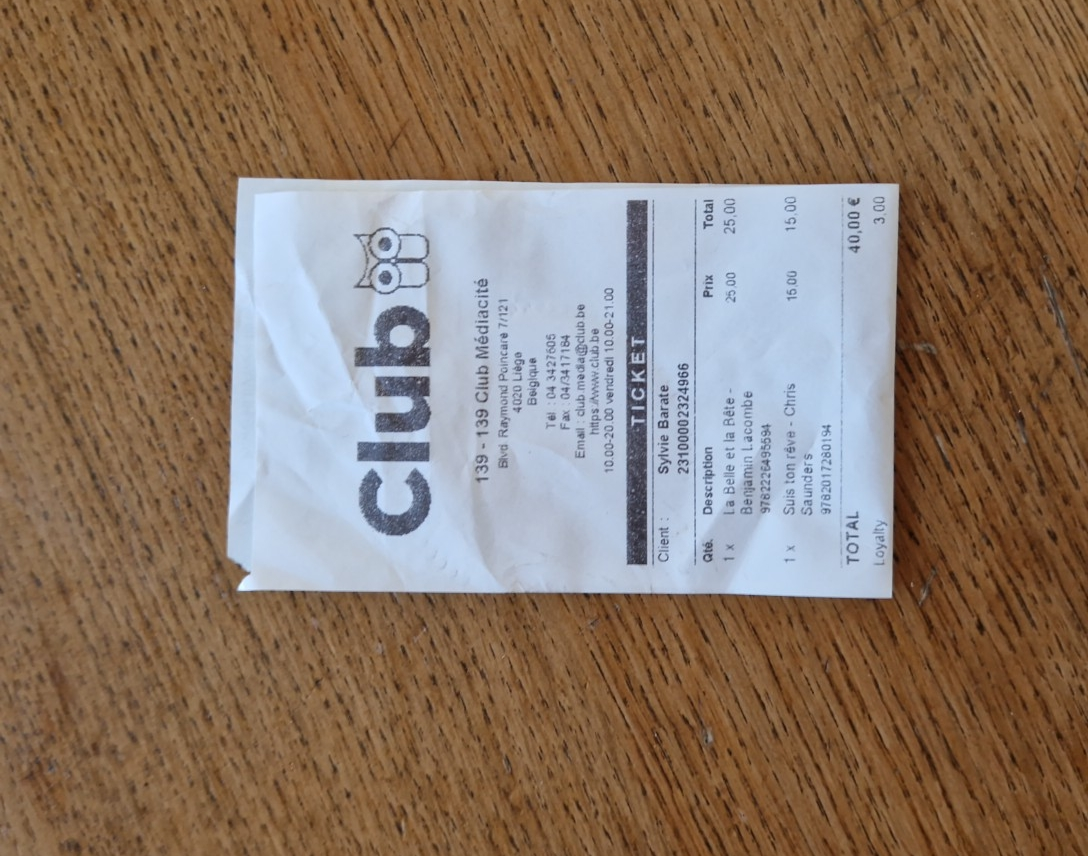 Club
139 - 139 Club Médiacité
Blvd. Raymond Poincaré 7/121
4020 Liège
Belgique
Tél : 04 3427605
Fax : 04/3417184
Email : club.media@club.be
https://www.club.be
10.00-20.00 vendredi 10.00-21.00
TICKET
Client : Sylvie Barate
23100002324966
Qté. Description Prix Total
1 x La Belle et la Bête - 25,00 25,00
Benjamin Lacombe
9782226495594
1 x Suis ton rêve - Chris 15,00 15,00
Saunders
9782017280194
TOTAL 40,00 €
Loyalty 3,00